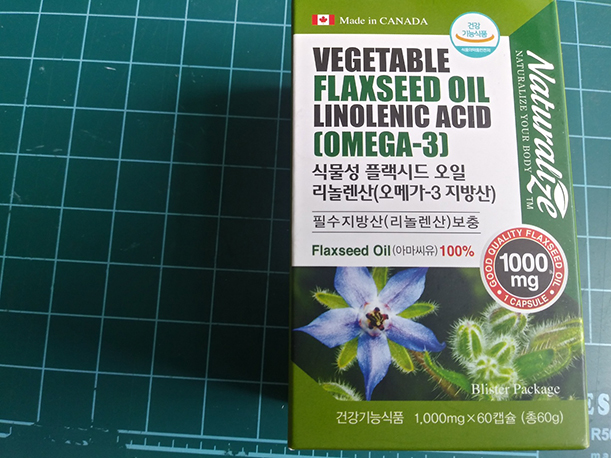 Made in CANADA
건강
기능식품
VEGETABLE
FLAXSEED OIL
LINOLENIC ACID
(OMEGA-3)
식물성 플랙시드 오일
리놀렌산(오메가-3 지방산)
필수지방산(리놀렌산)보충
Flaxseed Oil(아마씨유)100%
Naturalize TM
NATURALIZE YOUR BODY
GOOD QUALITY FLAXSEED OIL
1000
mg
1 CAPSULE
Blister Package
건강기능식품 1,000mg×60캡슐 (총60g)